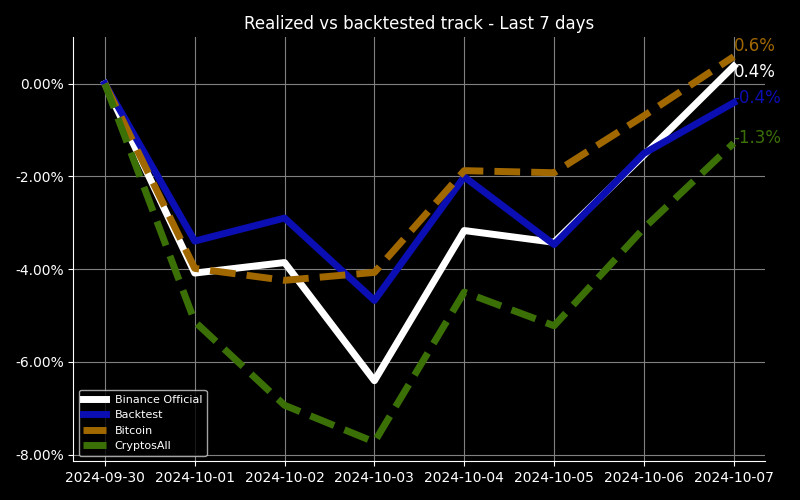 Realized vs backtested track - Last 7 days
0.6%
0.4%
-0.4%
-1.3%
0.00%
-2.00%
-4.00%
-6.00%
-8.00%
Binance Official
Backtest
Bitcoin
CryptosAll
2024-09-30 2024-10-01 2024-10-02 2024-10-03 2024-10-04 2024-10-05 2024-10-06 2024-10-07